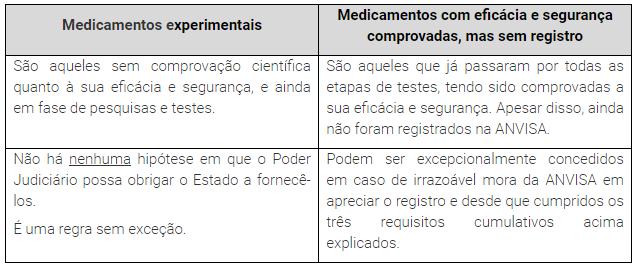 Medicamentos experimentais
Medicamentos com eficácia e segurança
comprovadas, mas sem registro
São aqueles sem comprovação científica
quanto à sua eficácia e segurança, e ainda
em fase de pesquisas e testes.
São aqueles que já passaram por todas as
etapas de testes, tendo sido comprovadas a
sua eficácia e segurança. Apesar disso, ainda
não foram registrados na ANVISA.
Não há nenhuma hipótese em que o Poder
Judiciário possa obrigar o Estado a fornecê-
los.
É uma regra sem exceção.
Podem ser excepcionalmente concedidos
em caso de irrazoável mora da ANVISA em
apreciar o registro e desde que cumpridos os
três requisitos cumulativos acima
explicados.